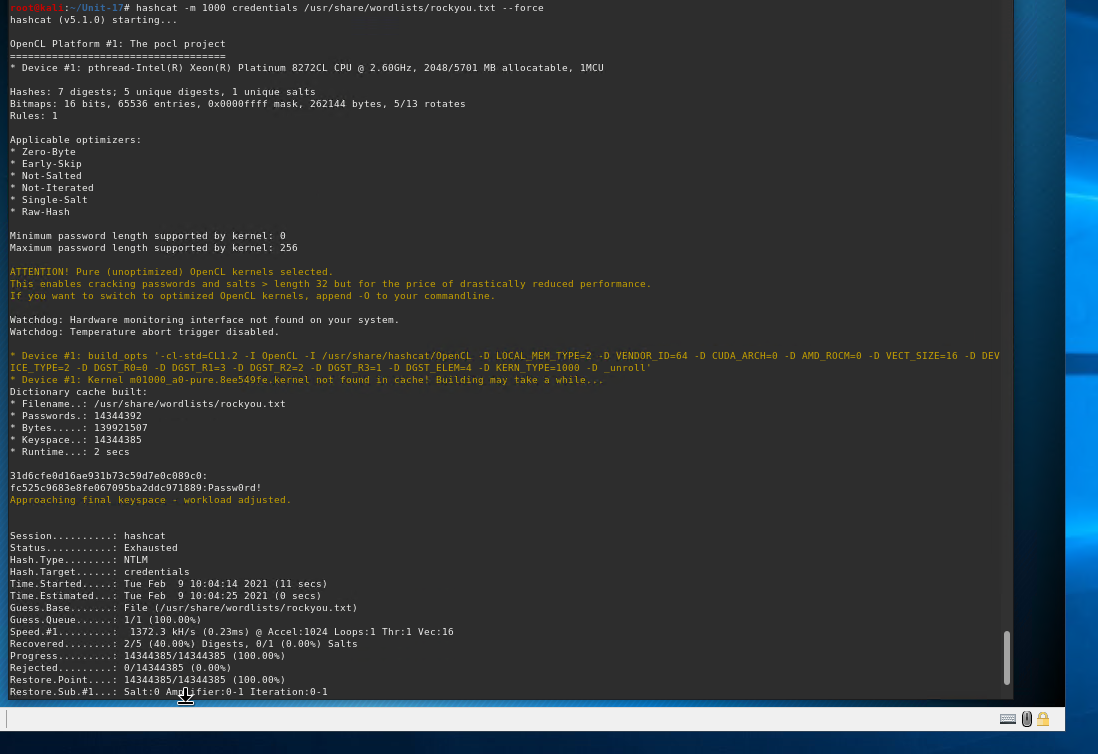 root@kali:~/Unit-17# hashcat -m 1000 credentials /usr/share/wordlists/rockyou.txt --force
hashcat (v5.1.0) starting...
OpenCL Platform #1: The pocl project
====================================
* Device #1: pthread-Intel(R) Xeon(R) Platinum 8272CL CPU @ 2.60GHz, 2048/5701 MB allocatable, 1MCU
Hashes: 7 digests; 5 unique digests, 1 unique salts
Bitmaps: 16 bits, 65536 entries, 0x0000ffff mask, 262144 bytes, 5/13 rotates
Rules: 1
Applicable optimizers:
* Zero-Byte
* Early-Skip
* Not-Salted
* Not-Iterated
* Single-Salt
* Raw-Hash
Minimum password length supported by kernel: 0
Maximum password length supported by kernel: 256
ATTENTION! Pure (unoptimized) OpenCL kernels selected.
This enables cracking passwords and salts > length 32 but for the price of drastically reduced performance.
If you want to switch to optimized OpenCL kernels, append -O to your commandline.
Watchdog: Hardware monitoring interface not found on your system.
Watchdog: Temperature abort trigger disabled.
* Device #1: build_opts '-cl-std=CL1.2 -I OpenCL -I /usr/share/hashcat/OpenCL -D LOCAL_MEM_TYPE=2 -D VENDOR_ID=64 -D CUDA_ARCH=0 -D AMD_ROCM=0 -D VECT_SIZE=16 -D DEV
ICE_TYPE=2 -D DGST_R0=0 -D DGST_R1=3 -D DGST_R2=2 -D DGST_R3=1 -D DGST_ELEM=4 -D KERN_TYPE=1000 -D _unroll'
* Device #1: Kernel m01000_a0-pure.8ee549fe.kernel not found in cache! Building may take a while...
Dictionary cache built:
* Filename..: /usr/share/wordlists/rockyou.txt
* Passwords.: 14344392
* Bytes.....: 139921507
* Keyspace..: 14344385
* Runtime...: 2 secs
31d6cfe0d16ae931b73c59d7e0c089c0:
fc525c9683e8fe067095ba2ddc971889:Passw0rd!
Approaching final keyspace - workload adjusted.
Session..........: hashcat
Status...........: Exhausted
Hash.Type........: NTLM
Hash.Target......: credentials
Time.Started.....: Tue Feb  9 10:04:14 2021 (11 secs)
Time.Estimated...: Tue Feb  9 10:04:25 2021 (0 secs)
Guess.Base.......: File (/usr/share/wordlists/rockyou.txt)
Guess.Queue......: 1/1 (100.00%)
Speed.#1.........:  1372.3 kH/s (0.23ms) @ Accel:1024 Loops:1 Thr:1 Vec:16
Recovered........: 2/5 (40.00%) Digests, 0/1 (0.00%) Salts
Progress.........: 14344385/14344385 (100.00%)
Rejected.........: 0/14344385 (0.00%)
Restore.Point....: 14344385/14344385 (100.00%)
Restore.Sub.#1...: Salt:0 Amplifier:0-1 Iteration:0-1